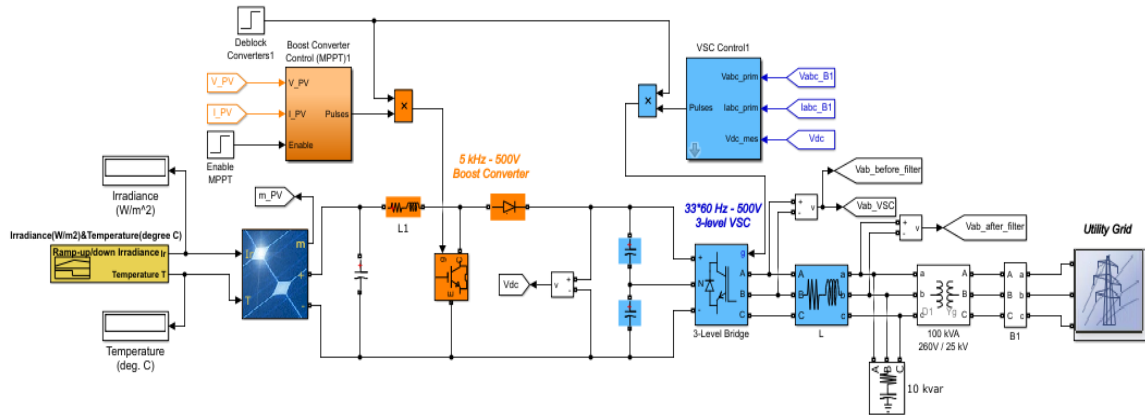 Deblock
Converters1
Boost Converter
Control (MPPT)1
V_PV
V_PV
I_PV
I_PV
Pulses
Enable
Enable
MPPT
×
VSC Control1
Vabc_prim
Vabc_B1
Iabc_prim
Iabc_B1
Pulses
Vdc_mes
Vdc
×
5 kHz - 500V
Boost Converter
Irradiance
(W/m^2)
m_PV
L1
33*60 Hz - 500V
3-level VSC
Vab_before_filter
Vab_VSC
Vab_after_filter
Utility Grid
Irradiance(W/m2)&Temperature(degree C)
Ramp-up/down Irradiance Ir
Temperature T
Ir
m
T
+
-
g
C
E
Vdc
v
+
-
+
-
v
+
-
v
+
N
-
g
A
B
C
3-Level Bridge
A
B
C
a
b
c
L
a
b
c
A
B
C
D1
Yg
100 kVA
260V / 25 kV
A
B
C
a
b
c
B1
Temperature
(deg. C)
A
B
C
10 kvar